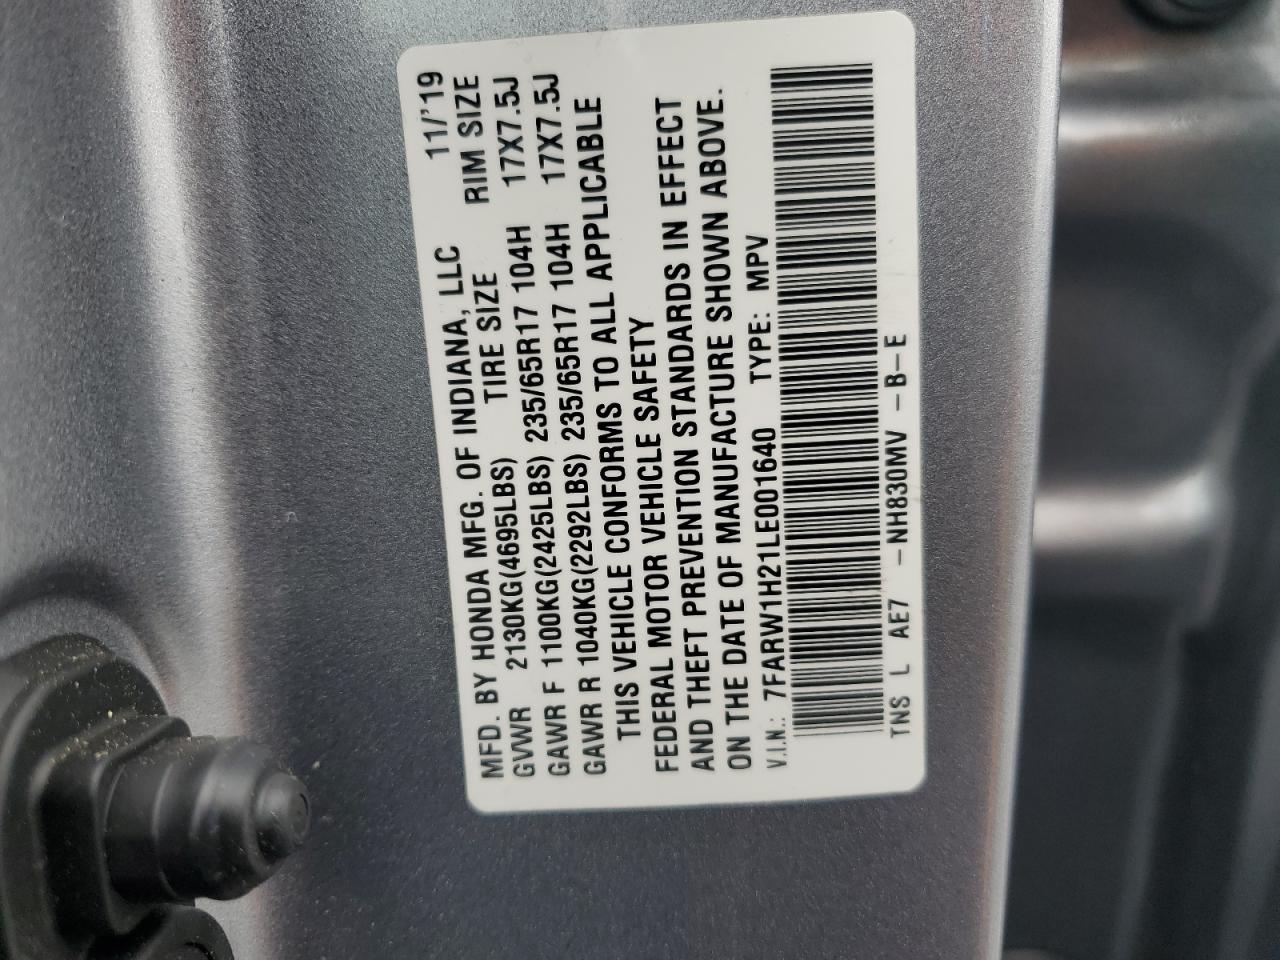 MFD. BY HONDA MFG. OF INDIANA, LLC 11/'19
GVWR 2130KG(4695LBS) TIRE SIZE RIM SIZE
GAWR F 1100KG(2425LBS) 235/65R17 104H 17X7.5J
GAWR R 1040KG(2292LBS) 235/65R17 104H 17X7.5J
THIS VEHICLE CONFORMS TO ALL APPLICABLE
FEDERAL MOTOR VEHICLE SAFETY
AND THEFT PREVENTION STANDARDS IN EFFECT
ON THE DATE OF MANUFACTURE SHOWN ABOVE.
V.I.N.: 7FARW1H21LE001640 TYPE: MPV
TNS L AE7 -NH830MV -B-E